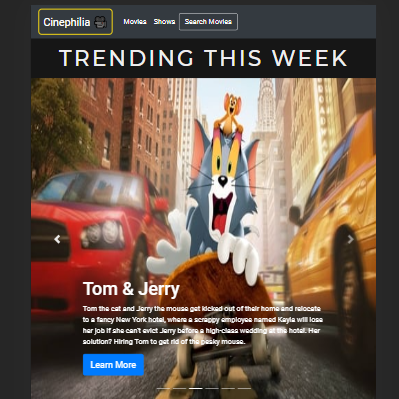 Cinephilia Movies Shows Search Movies
TRENDING THIS WEEK
Tom & Jerry
Tom the cat and Jerry the mouse get kicked out of their home and relocate
to a fancy New York hotel, where a scrappy employee named Kayla will lose
her job if she can't evict Jerry before a high-class wedding at the hotel. Her
solution? Hiring Tom to get rid of the pesky mouse.
Learn More